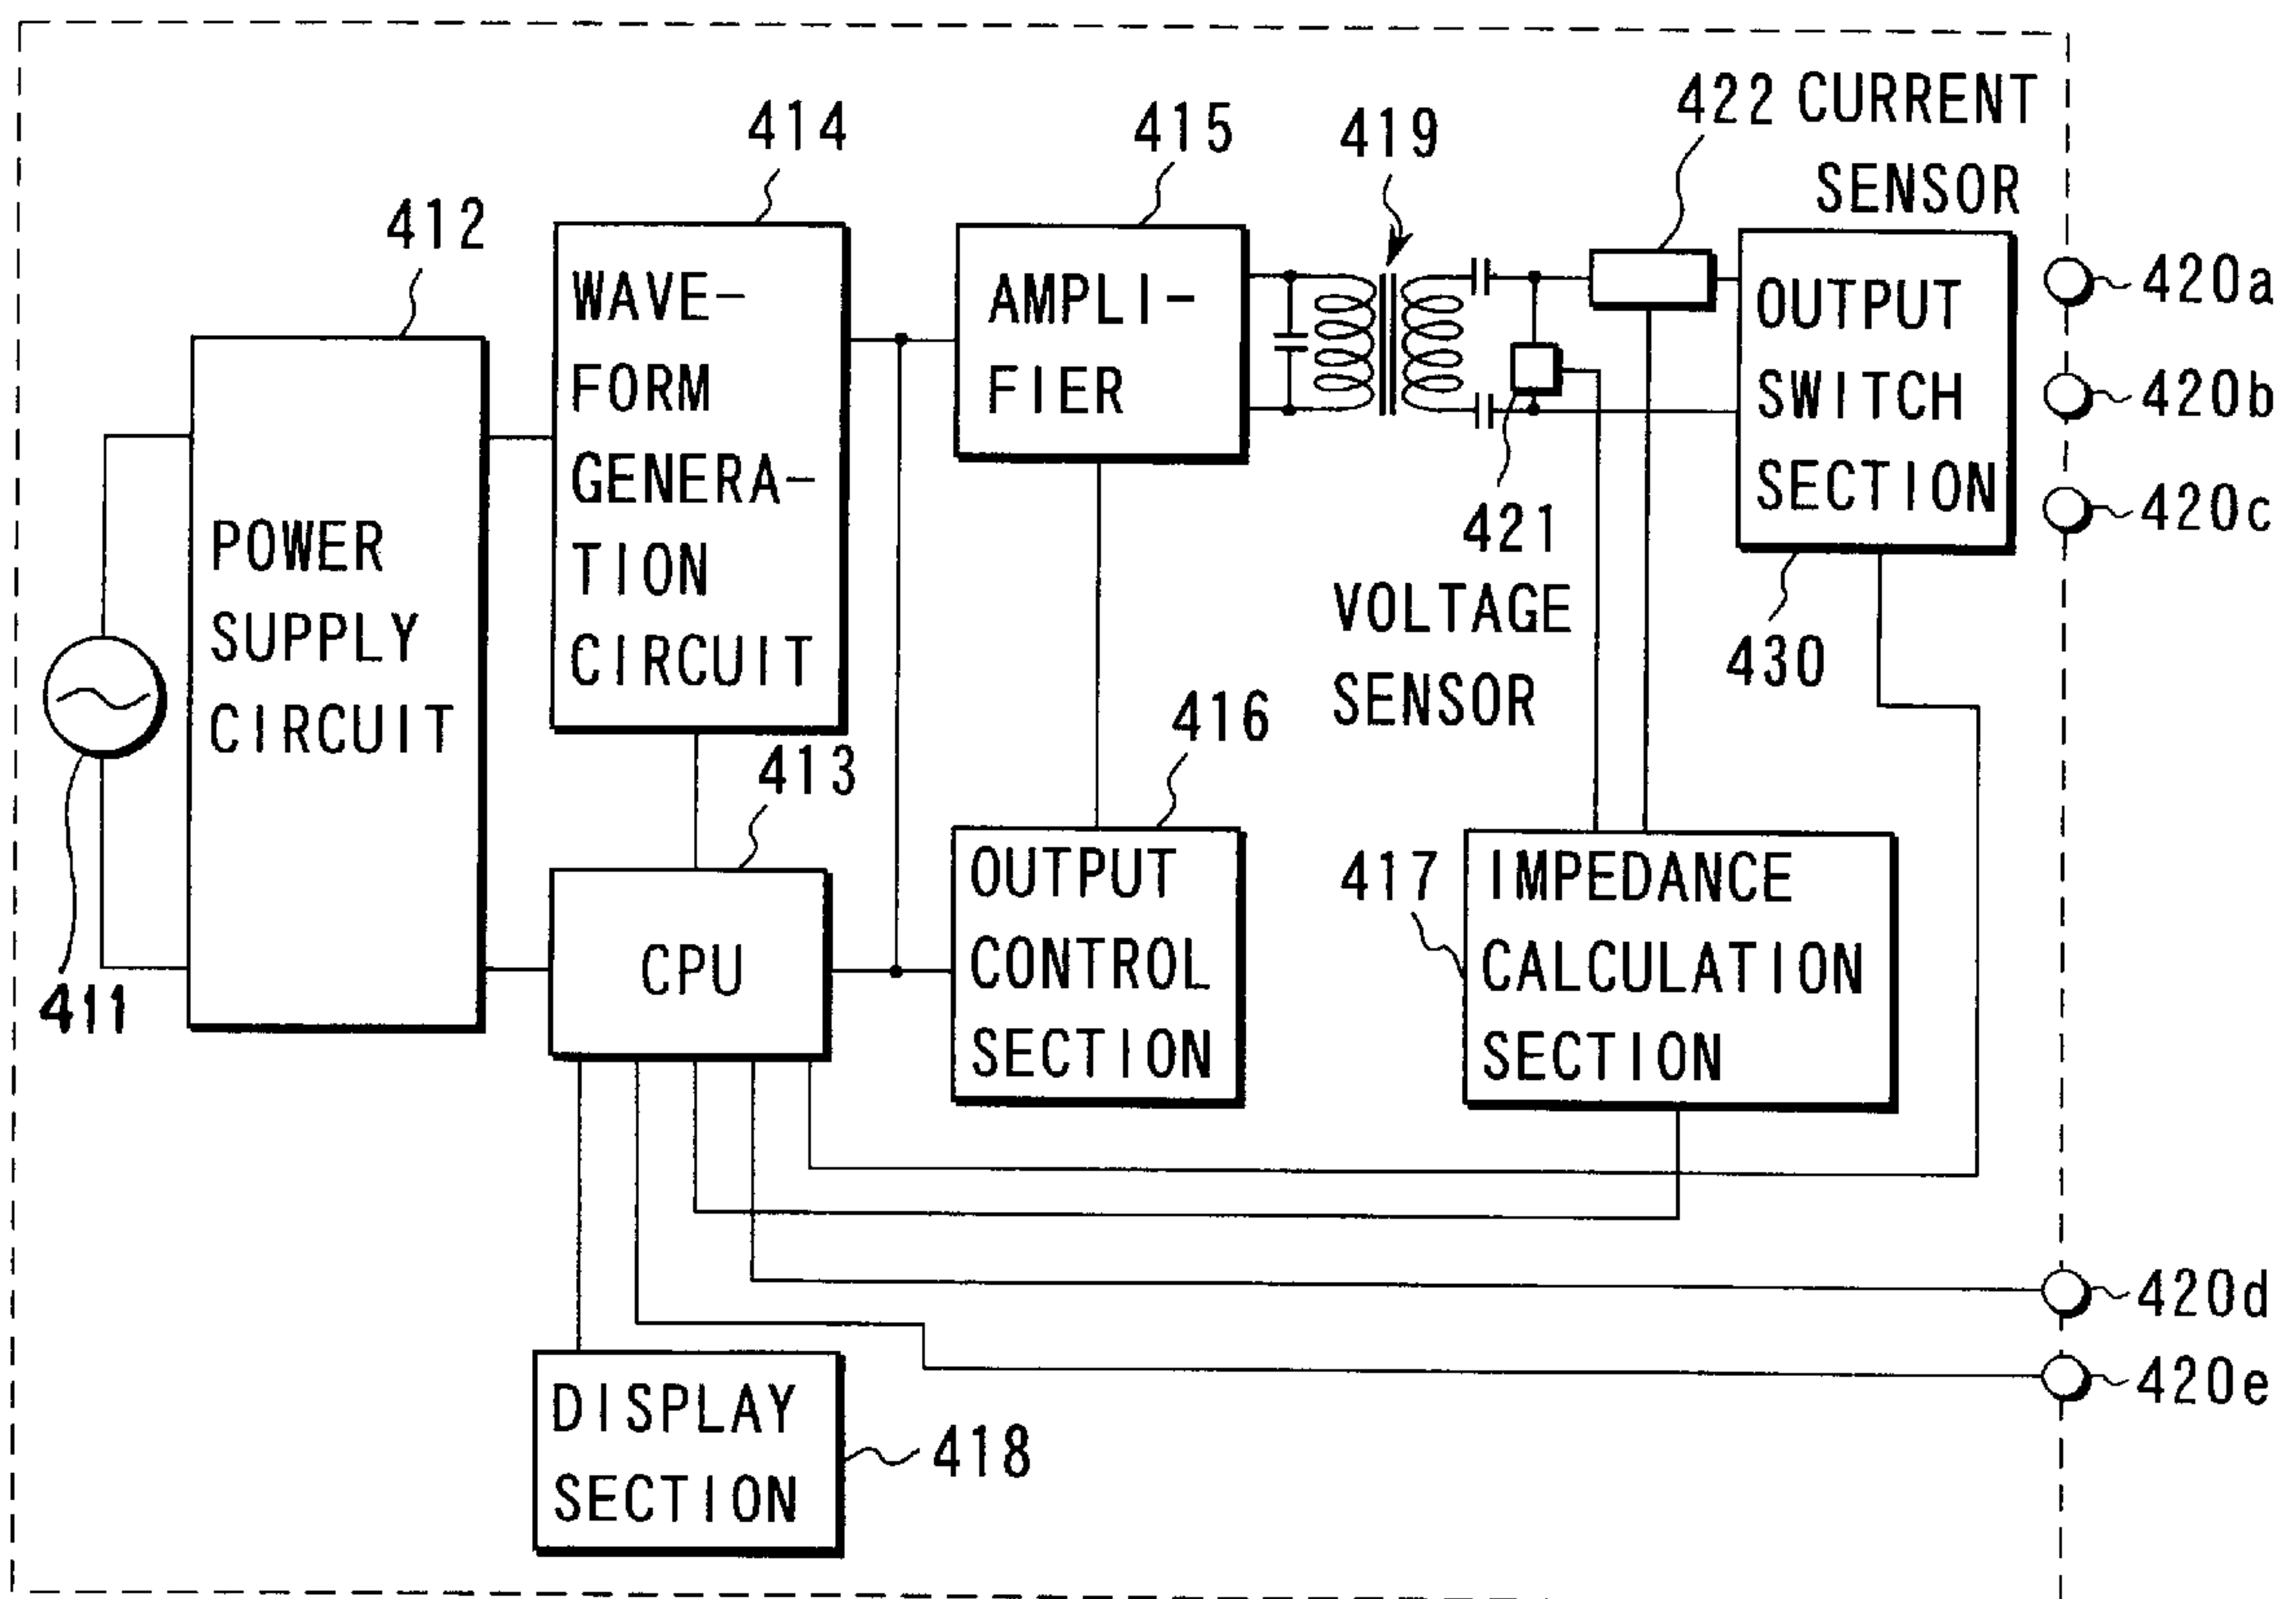 422 CURRENT
SENSOR
414
415
419
412
WAVE-
FORM
GENERA-
TION
CIRCUIT
AMPLI-
FIER
OUTPUT
SWITCH
SECTION
420a
420b
420c
POWER
SUPPLY
CIRCUIT
421
VOLTAGE
SENSOR
430
411
413
416
CPU
OUTPUT
CONTROL
SECTION
417
IMPEDANCE
CALCULATION
SECTION
420d
420e
DISPLAY
SECTION
418